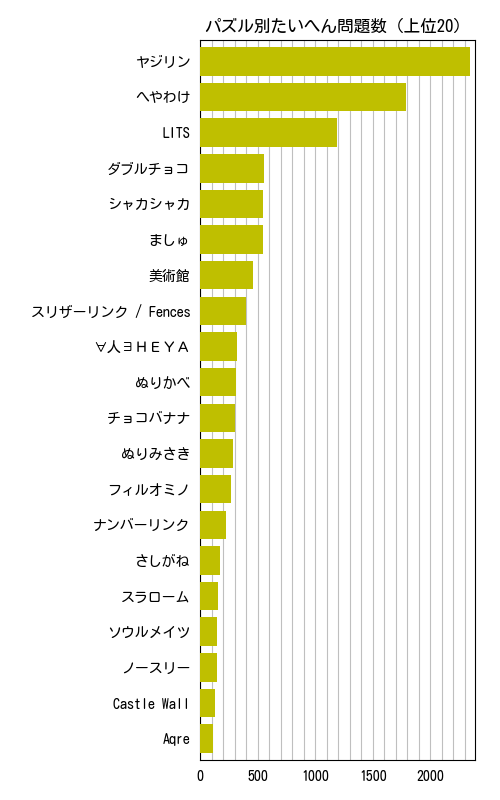 パズル別たいへん問題数（上位20）
ヤジリン
へやわけ
LITS
ダブルチョコ
シャカシャカ
ましゅ
美術館
スリザーリンク / Fences
∀人∃ＨＥＹＡ
ぬりかべ
チョコバナナ
ぬりみさき
フィルオミノ
ナンバーリンク
さしがね
スラローム
ソウルメイツ
ノースリー
Castle Wall
Aqre
0 500 1000 1500 2000